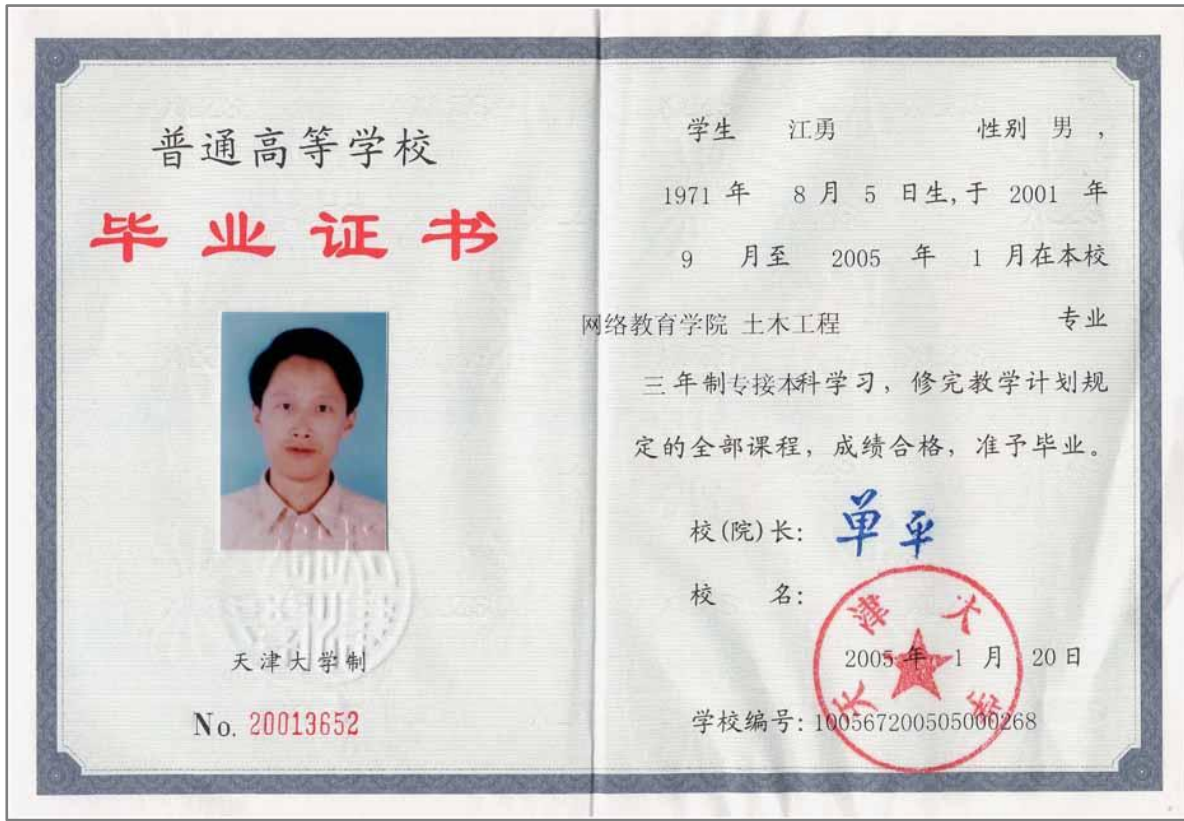 普通高等学校
毕业证书
天津大学制
No. 20013652
学生 江勇 性别 男 ,
1971 年 8 月 5 日生,于 2001 年
9 月至 2005 年 1 月在本校
网络教育学院 土木工程 专业
三年制专接本科学习，修完教学计划规
定的全部课程，成绩合格，准予毕业。
校(院)长: 单平
校 名:
天津大学
2005 年 1 月 20 日
学校编号: 100567200505000268